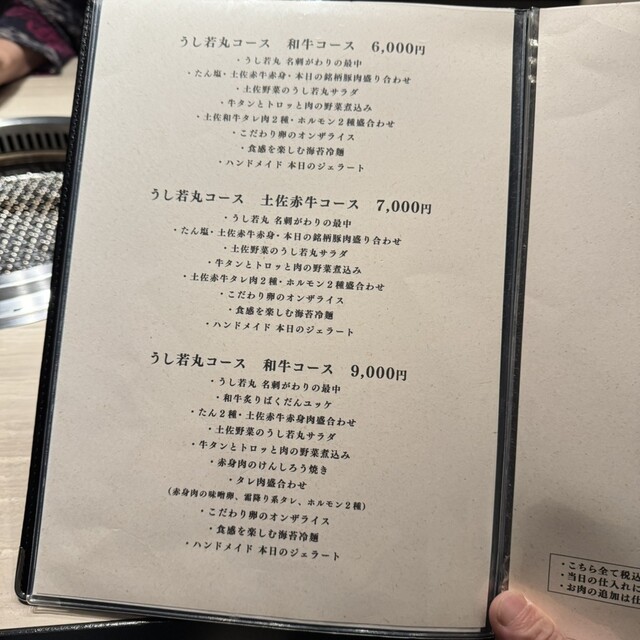 うし若丸コース 和牛コース 6,000円
・うし若丸 名刺がわりの最中
・たん塩・土佐赤牛赤身・本日の銘柄豚肉盛り合わせ
・土佐野菜のうし若丸サラダ
・牛タンとトロッと肉の野菜煮込み
・土佐和牛タレ肉2種・ホルモン2種盛合わせ
・こだわり卵のオンザライス
・食感を楽しむ海苔冷麺
・ハンドメイド 本日のジェラート
うし若丸コース 土佐赤牛コース 7,000円
・うし若丸 名刺がわりの最中
・たん塩・土佐赤牛赤身・本日の銘柄豚肉盛り合わせ
・土佐野菜のうし若丸サラダ
・牛タンとトロッと肉の野菜煮込み
・土佐赤牛タレ肉2種・ホルモン2種盛合わせ
・こだわり卵のオンザライス
・食感を楽しむ海苔冷麺
・ハンドメイド 本日のジェラート
うし若丸コース 和牛コース 9,000円
・うし若丸 名刺がわりの最中
・和牛炙りばくだんユッケ
・たん2種・土佐赤牛赤身肉盛合わせ
・土佐野菜のうし若丸サラダ
・牛タンとトロッと肉の野菜煮込み
・赤身肉のけんしろう焼き
・タレ肉盛合わせ
(赤身肉の味噌卵、霜降り系タレ、ホルモン2種)
・こだわり卵のオンザライス
・食感を楽しむ海苔冷麺
・ハンドメイド 本日のジェラート
・こちら全て税込
・当日の仕入れに
・お肉の追加は仕